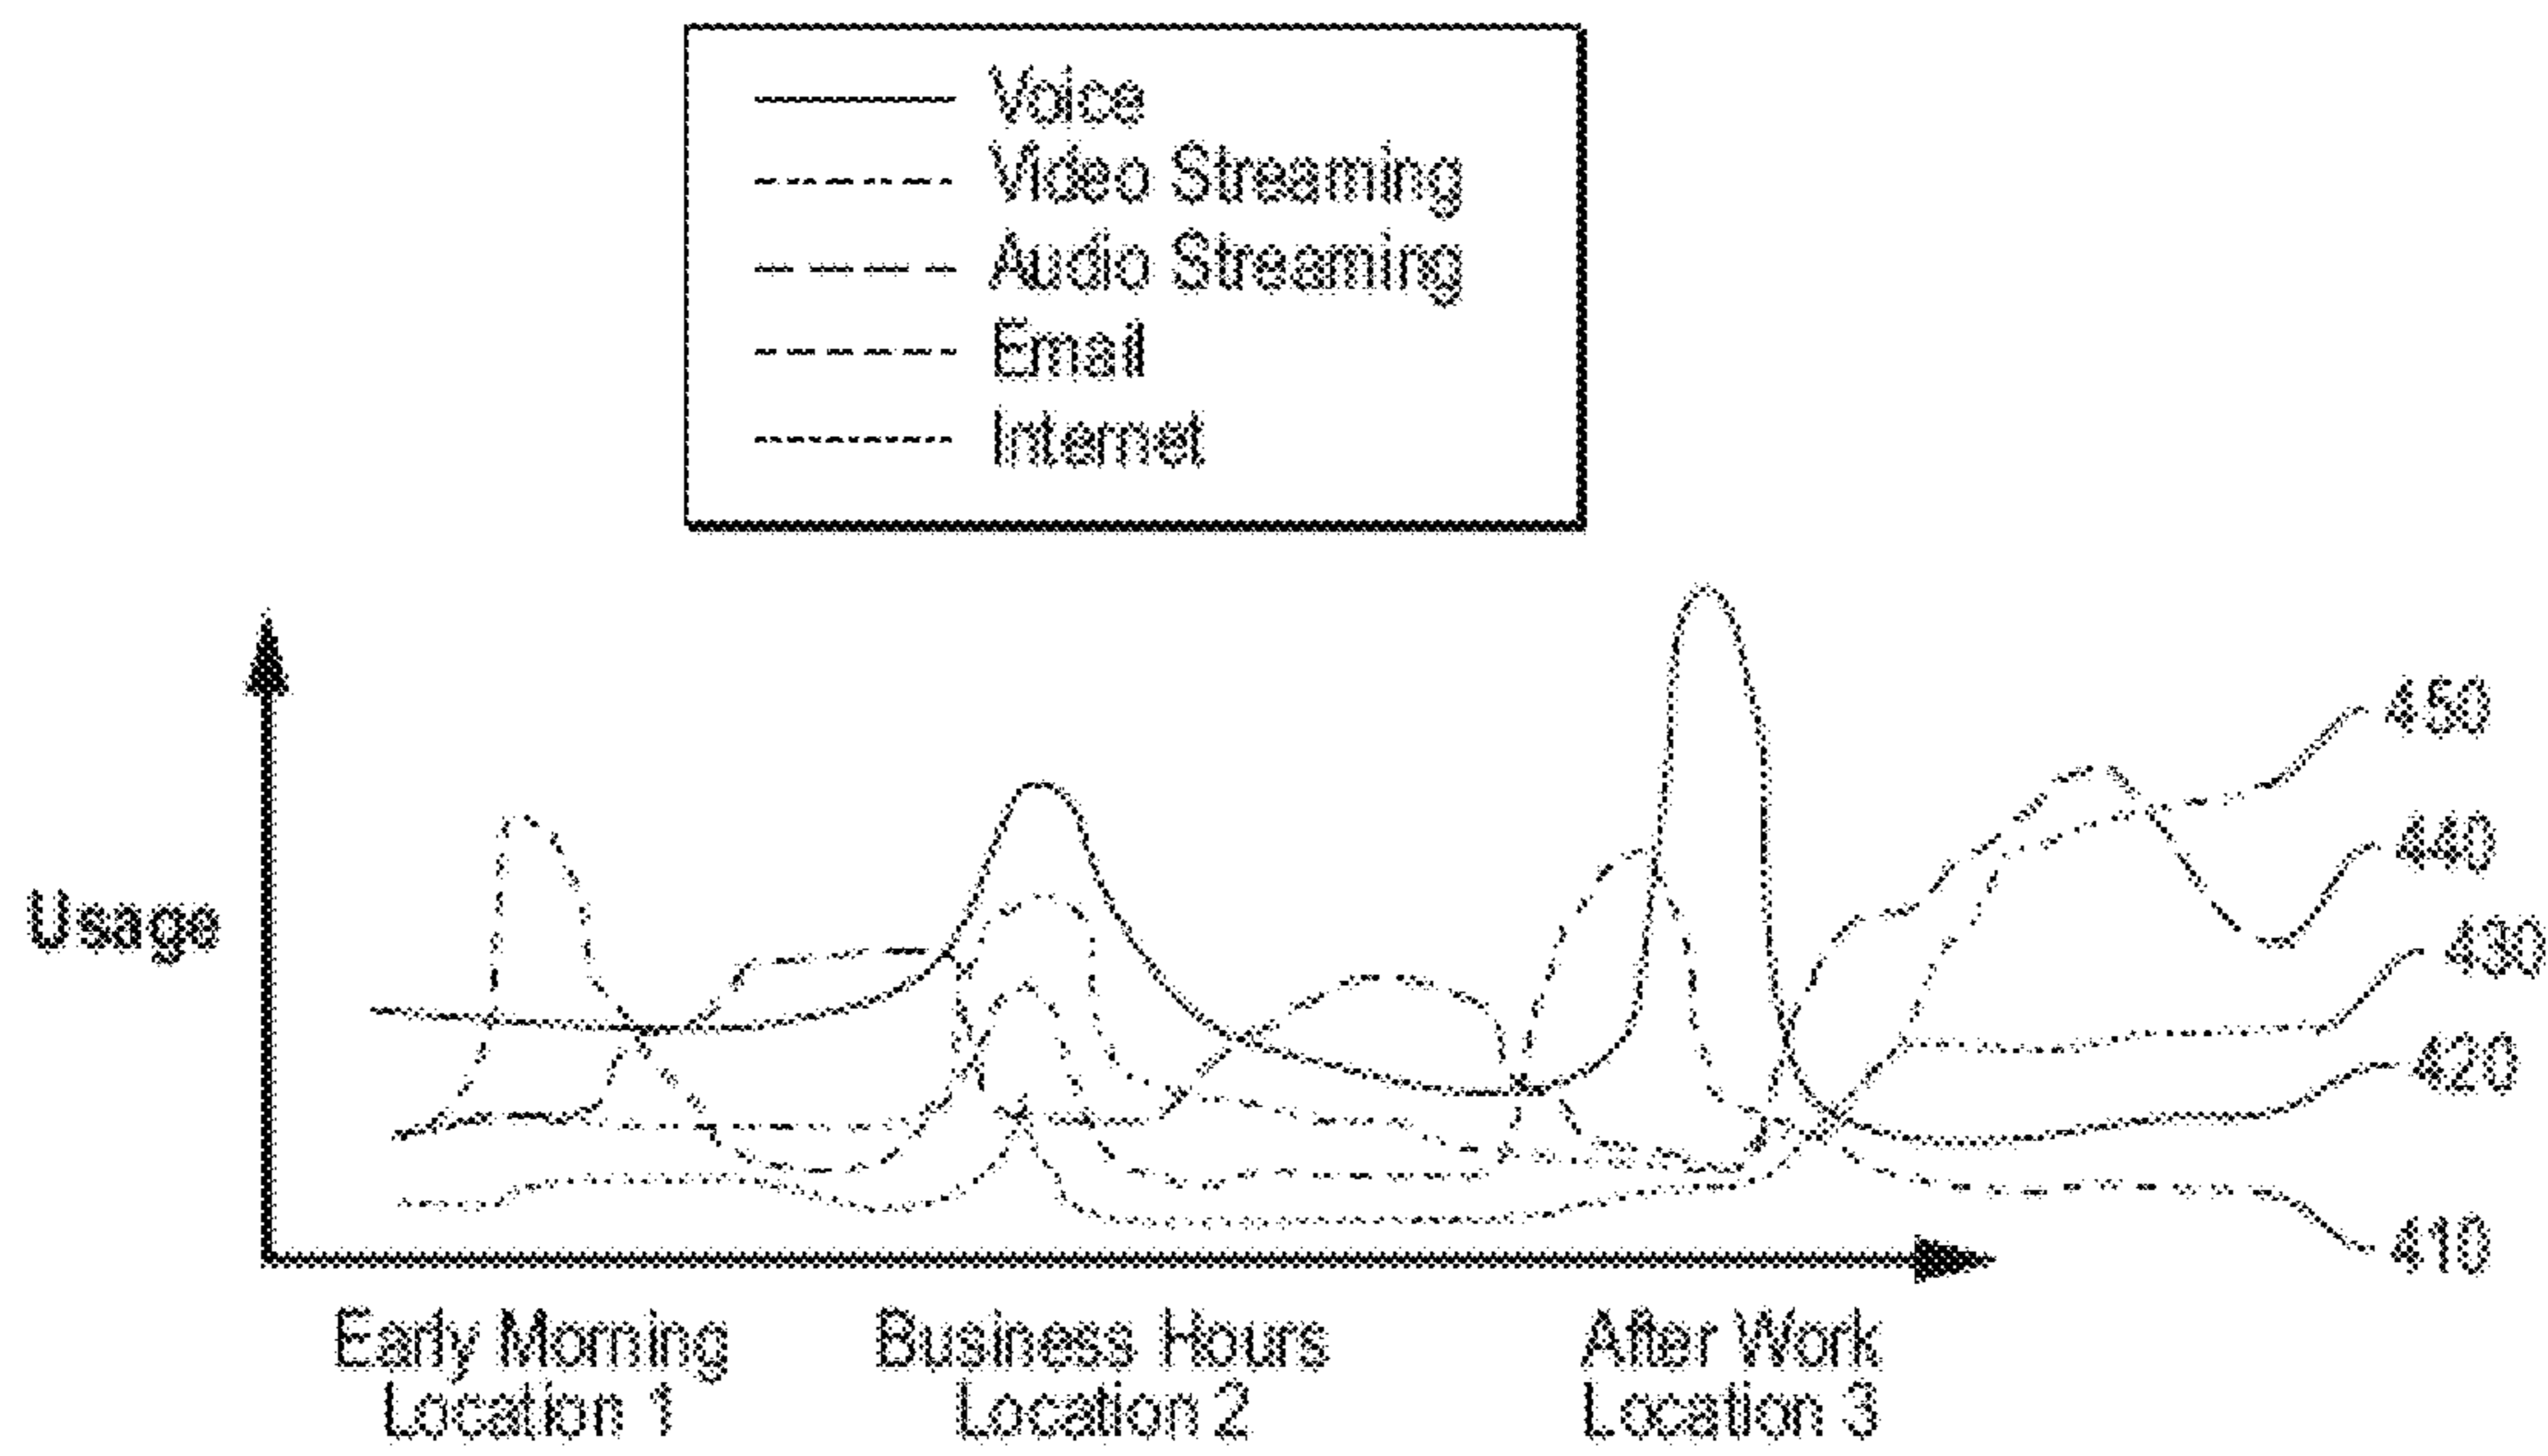 Voice
Video Streaming
Audio Streaming
Email
Internet
Usage
450
440
430
420
410
Early Morning
Location 1
Business Hours
Location 2
After Work
Location 3